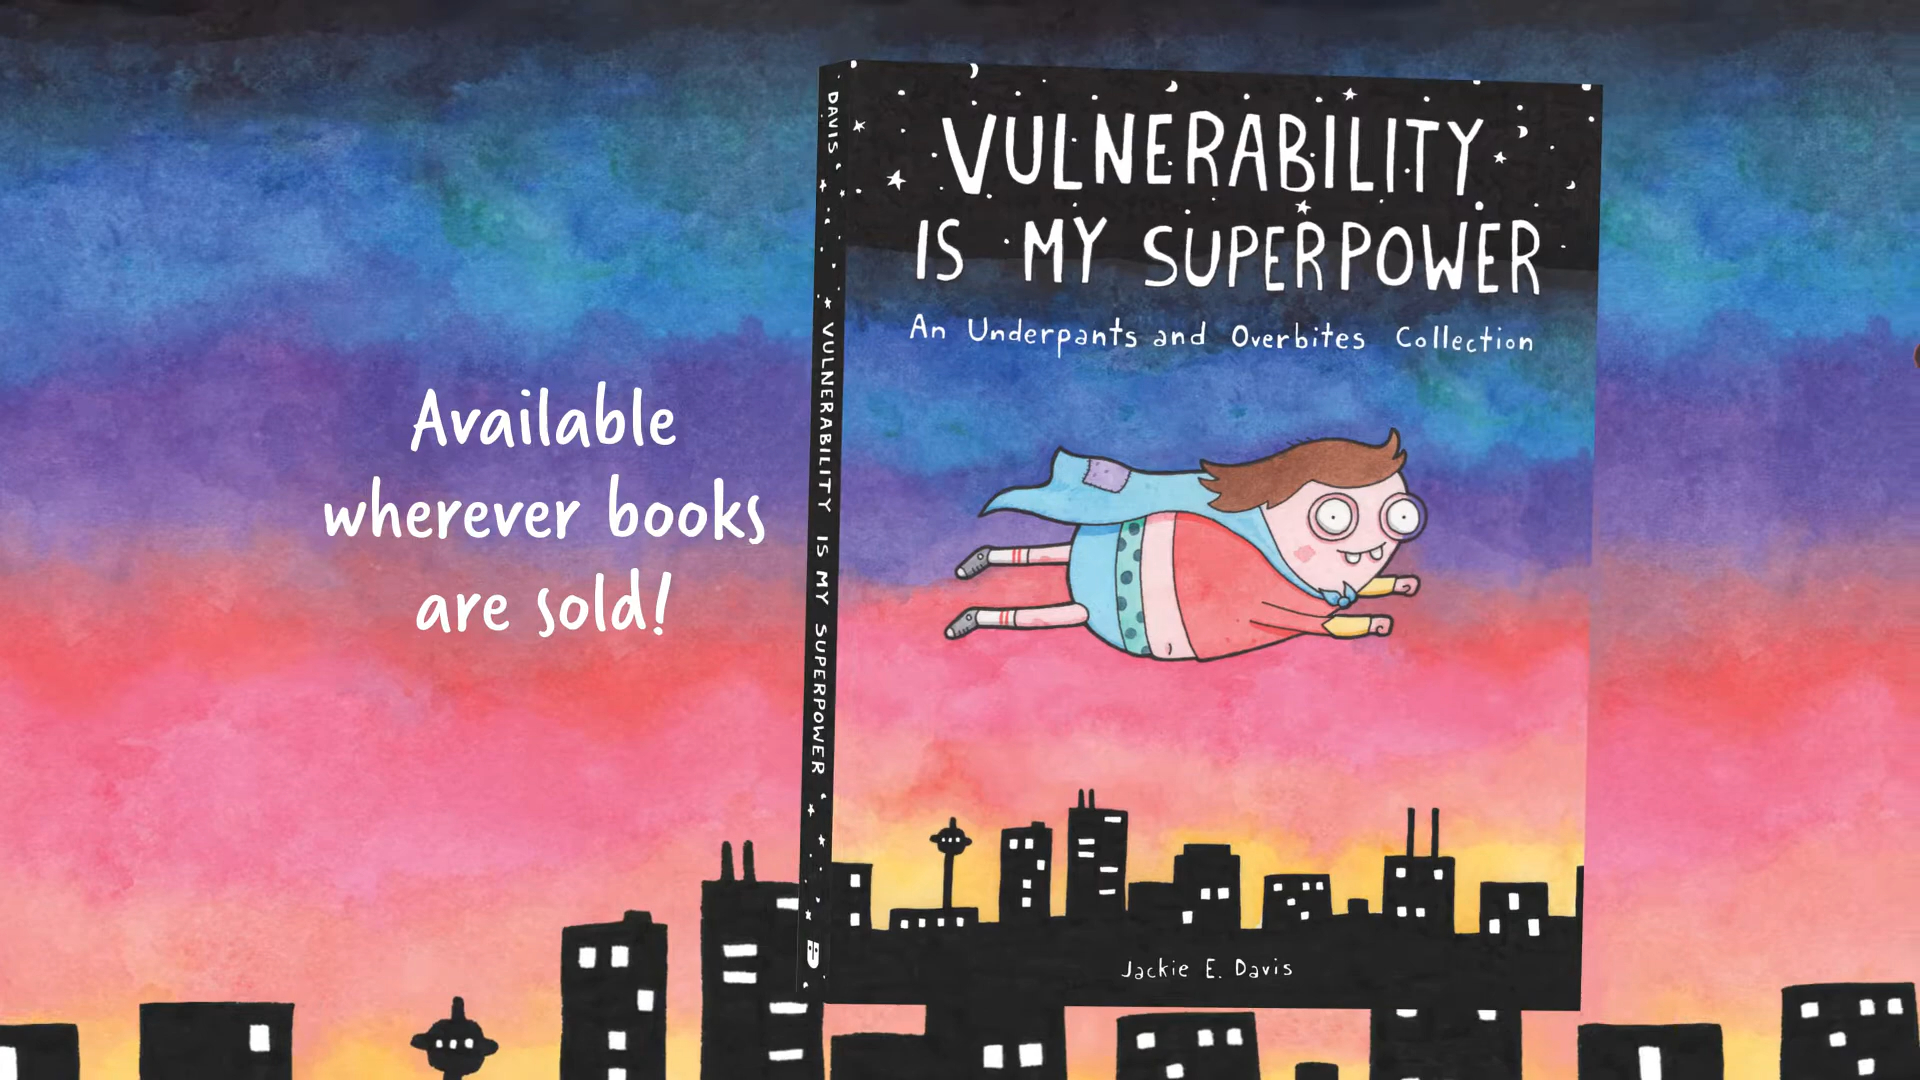 Available
wherever books
are sold!
DAVIS
VULNERABILITY IS MY SUPERPOWER
VULNERABILITY
IS MY SUPERPOWER
An Underpants and Overbites Collection
Jackie E. Davis